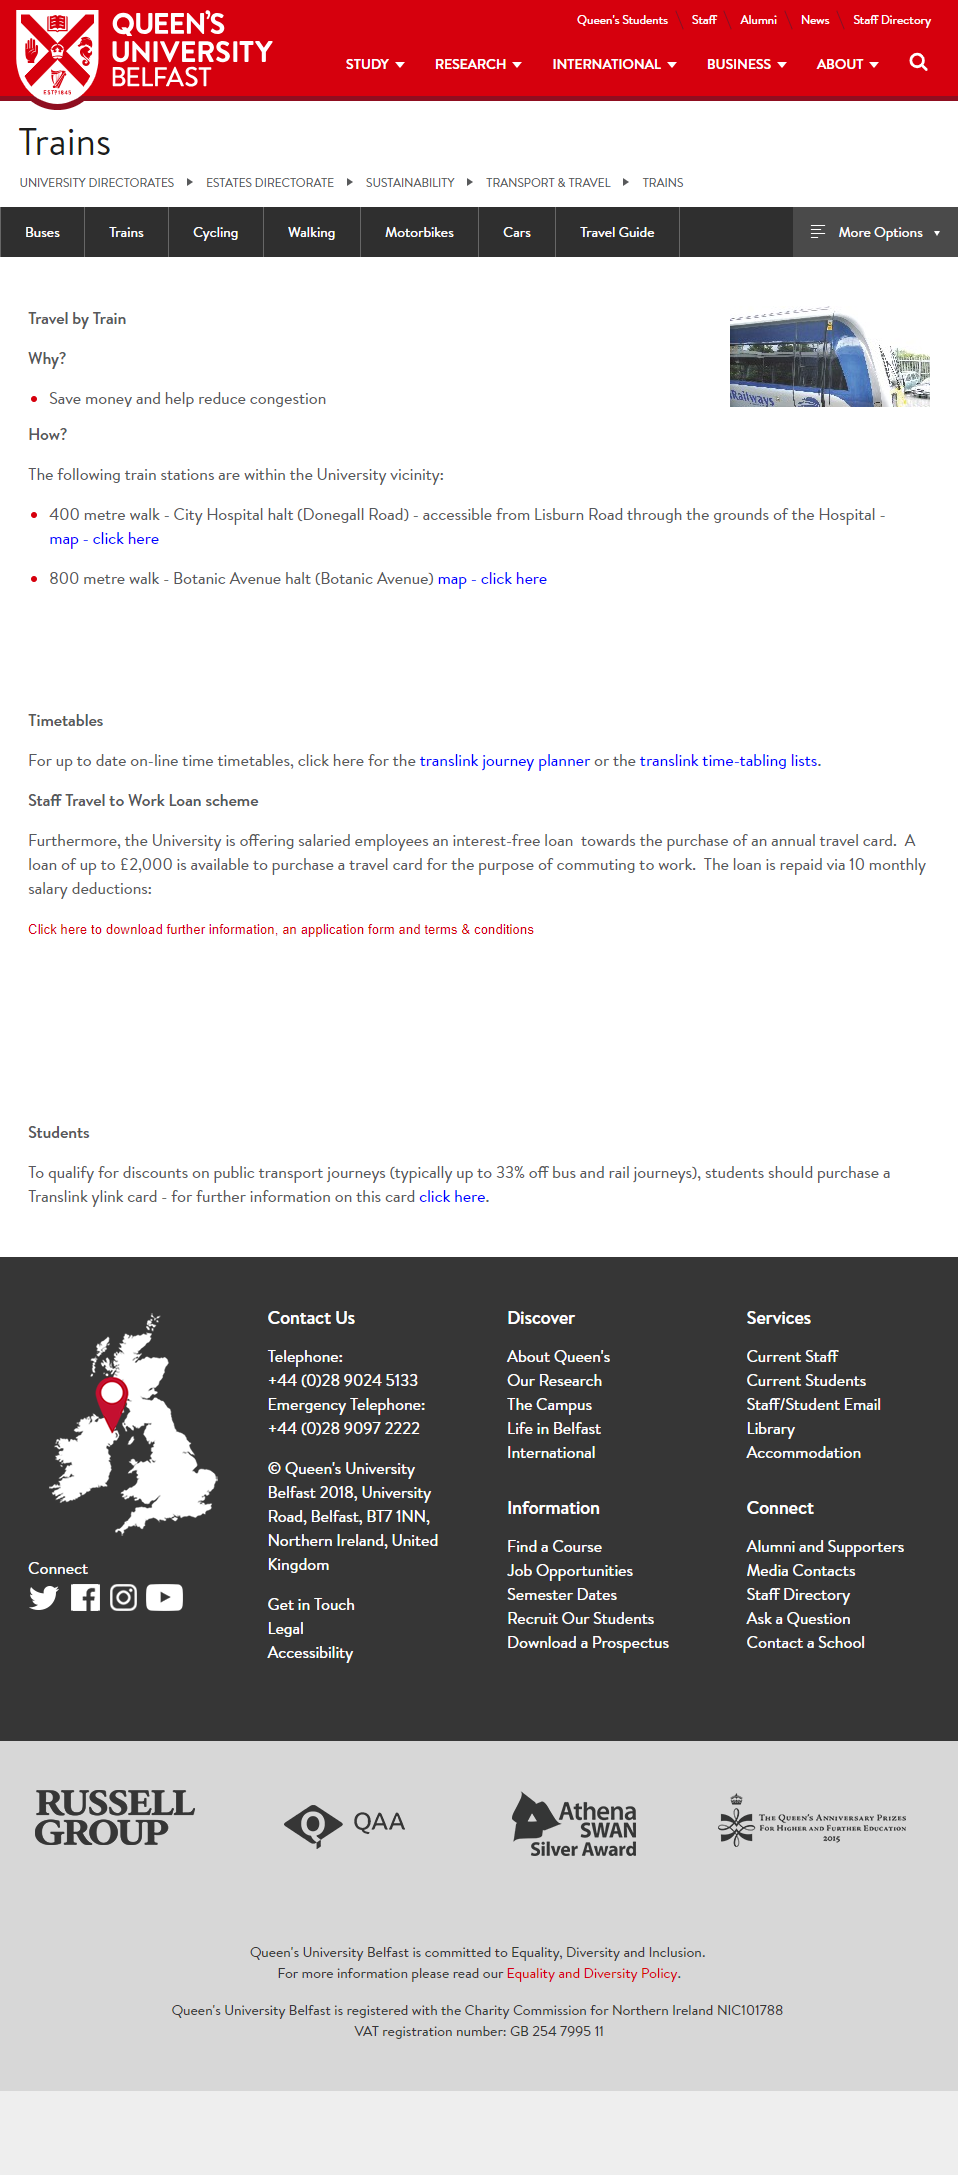 Queen's Students
Staff
Alumni
News
Staff Directory
QUEEN'S
UNIVERSITY
BELFAST
ESTD 1845
STUDY
RESEARCH
INTERNATIONAL
BUSINESS
ABOUT
Trains
UNIVERSITY DIRECTORATES
ESTATES DIRECTORATE
SUSTAINABILITY
TRANSPORT & TRAVEL
TRAINS
Buses
Trains
Cycling
Walking
Motorbikes
Cars
Travel Guide
More Options
Travel by Train
Why?
Railways
Save money and help reduce congestion
How?
The following train stations are within the University vicinity:
400 metre walk - City Hospital halt (Donegall Road) - accessible from Lisburn Road through the grounds of the Hospital -
map - click here
800 metre walk - Botanic Avenue halt (Botanic Avenue) map - click here
Timetables
For up to date on-line time timetables, click here for the translink journey planner or the translink time-tabling lists.
Staff Travel to Work Loan scheme
Furthermore, the University is offering salaried employees an interest-free loan  towards the purchase of an annual travel card.  A
loan of up to £2,000 is available to purchase a travel card for the purpose of commuting to work.  The loan is repaid via 10 monthly
salary deductions:
Click here to download further information, an application form and terms & conditions
Students
To qualify for discounts on public transport journeys (typically up to 33% off bus and rail journeys), students should purchase a
Translink ylink card - for further information on this card click here.
Connect
Contact Us
Telephone:
+44 (0)28 9024 5133
Emergency Telephone:
+44 (0)28 9097 2222
© Queen's University
Belfast 2018, University
Road, Belfast, BT7 1NN,
Northern Ireland, United
Kingdom
Get in Touch
Legal
Accessibility
Discover
About Queen's
Our Research
The Campus
Life in Belfast
International
Information
Find a Course
Job Opportunities
Semester Dates
Recruit Our Students
Download a Prospectus
Services
Current Staff
Current Students
Staff/Student Email
Library
Accommodation
Connect
Alumni and Supporters
Media Contacts
Staff Directory
Ask a Question
Contact a School
RUSSELL
GROUP
QAA
Athena
SWAN
Silver Award
THE QUEEN'S ANNIVERSARY PRIZES
FOR HIGHER AND FURTHER EDUCATION
2015
Queen's University Belfast is committed to Equality, Diversity and Inclusion.
For more information please read our Equality and Diversity Policy.
Queen's University Belfast is registered with the Charity Commission for Northern Ireland NIC101788
VAT registration number: GB 254 7995 11